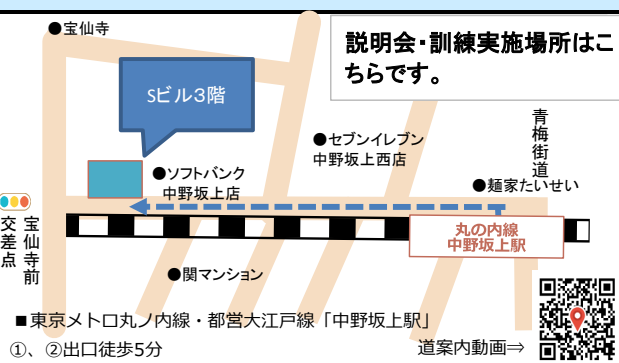 ●宝仙寺
説明会・訓練実施場所はこ
ちらです。
Sビル3階
青梅街道
●セブンイレブン
中野坂上西店
●ソフトバンク
中野坂上店
●麺家たいせい
宝仙寺前
交差点
丸の内線
中野坂上駅
●関マンション
■東京メトロ丸ノ内線・都営大江戸線「中野坂上駅」
①、②出口徒歩5分
道案内動画⇒